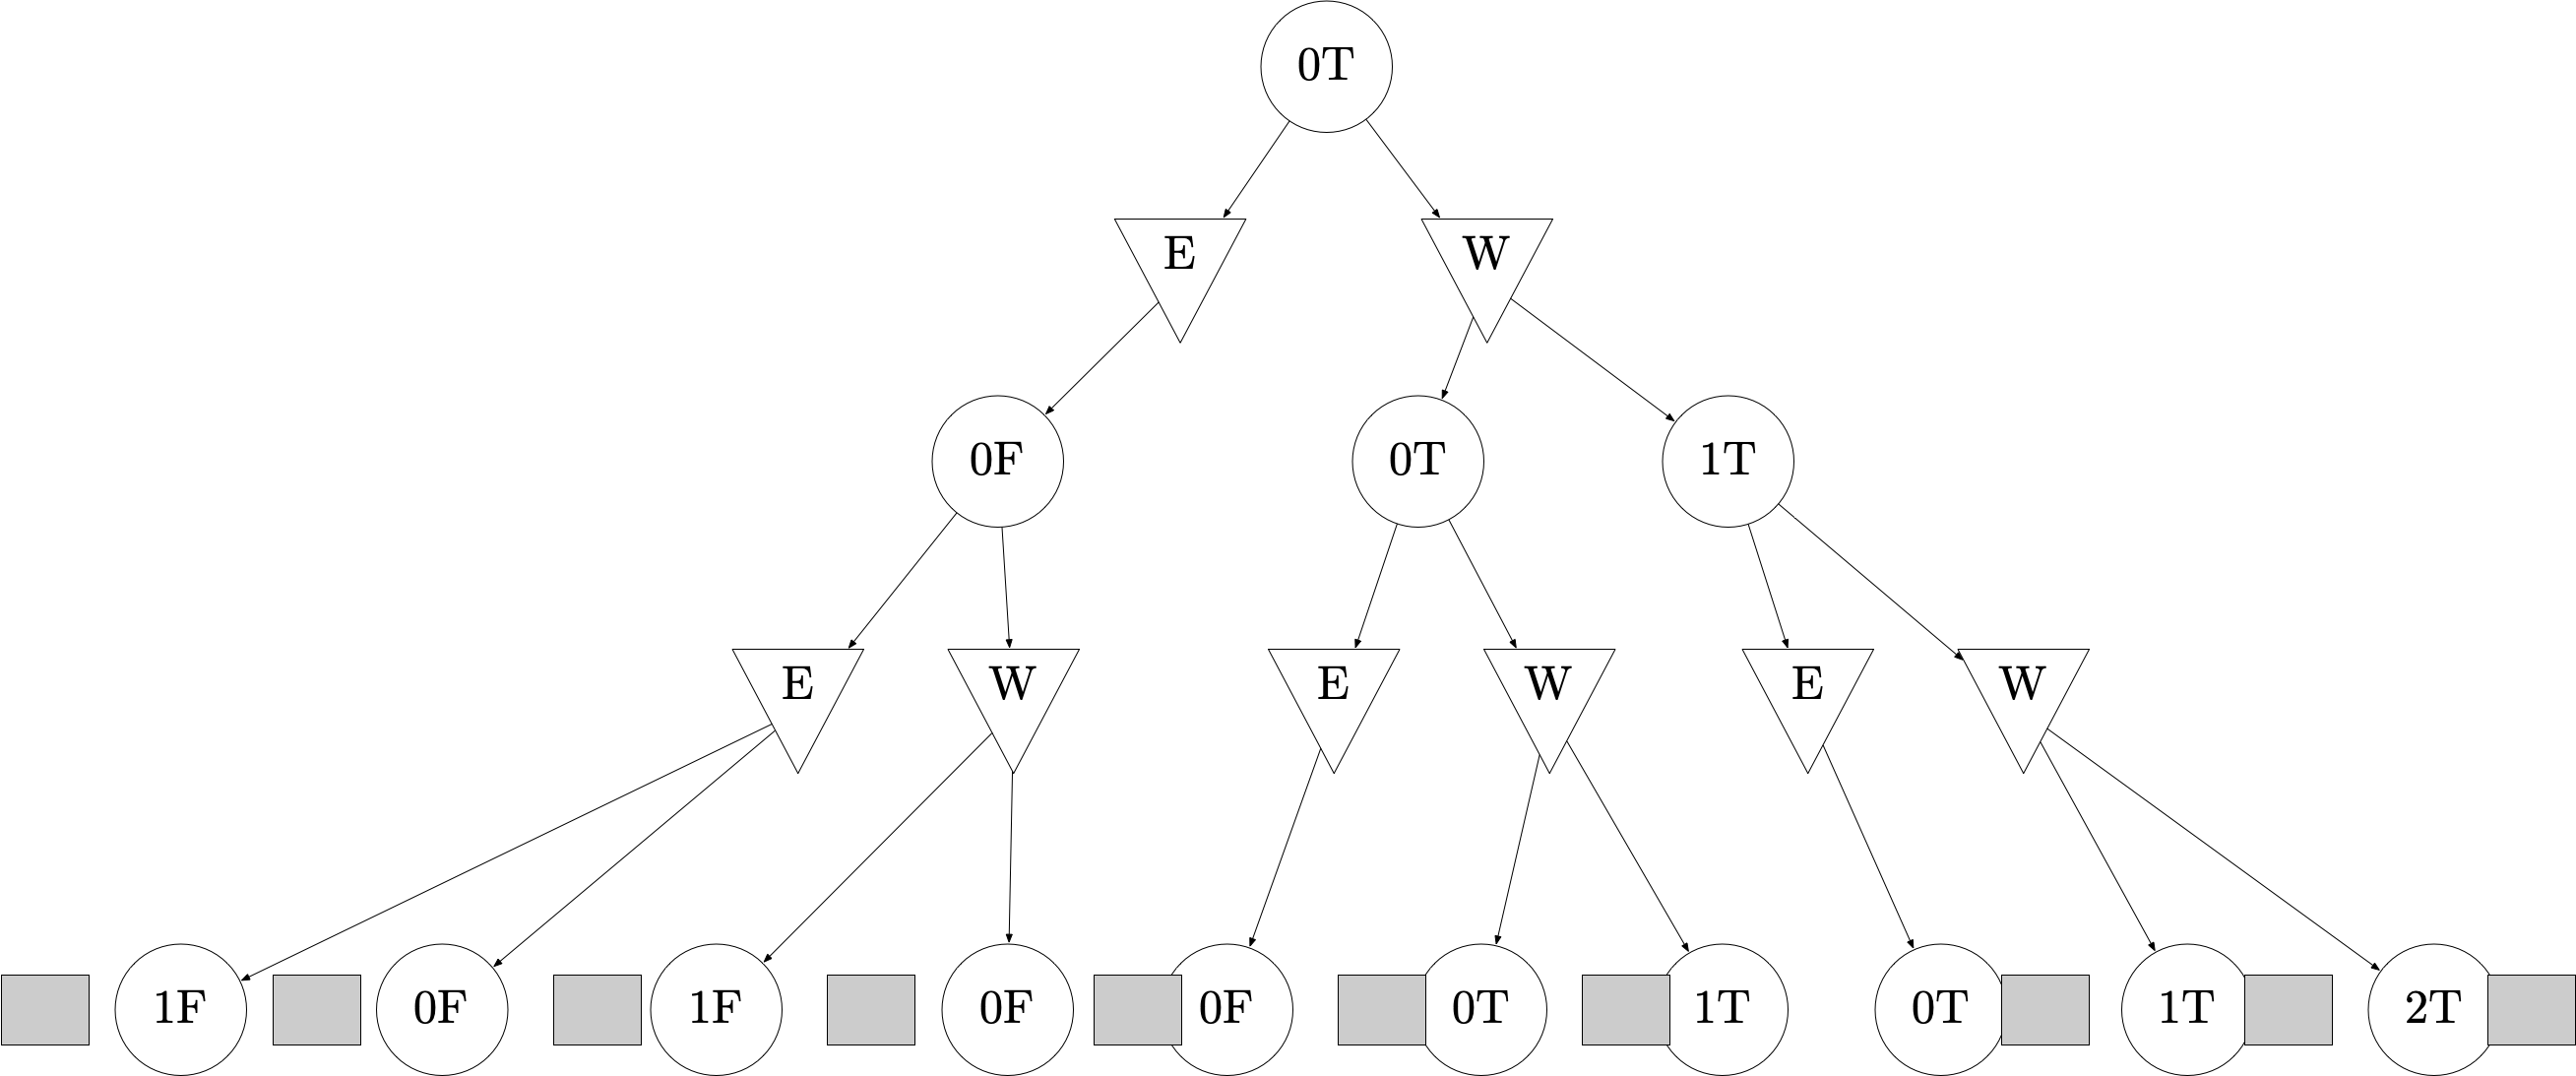 0T
E W
0F 0T 1T
E W E W E W
1F 0F 1F 0F 0F 0T 1T 0T 1T 2T